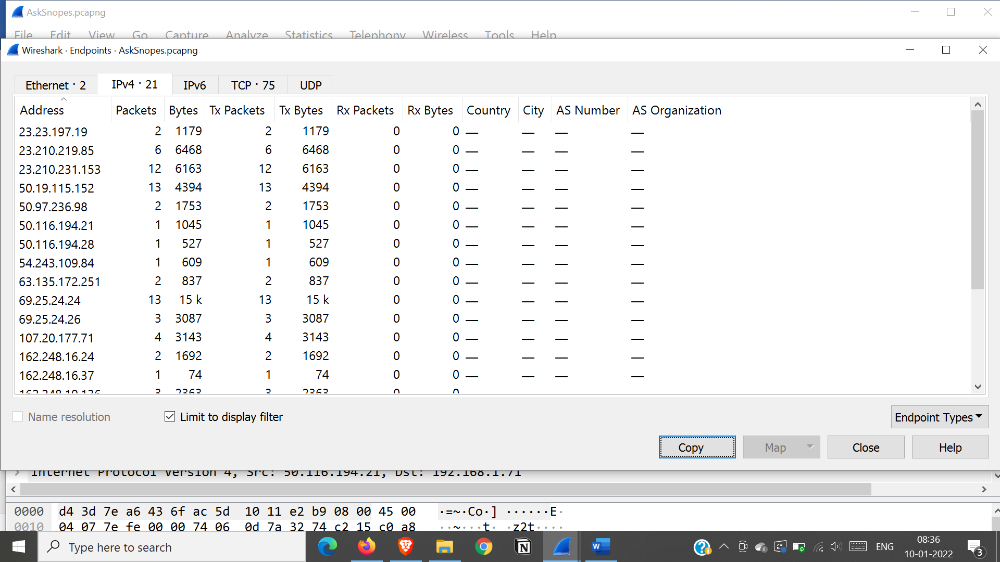 AskSnopes.pcapng
File Edit View Go Capture Analyze Statistics Telephony Wireless Tools Help
Wireshark · Endpoints · AskSnopes.pcapng
Ethernet · 2 IPv4 · 21 IPv6 TCP · 75 UDP
Address Packets Bytes Tx Packets Tx Bytes Rx Packets Rx Bytes Country City AS Number AS Organization
23.23.197.19 2 1179 2 1179 0 0 — — — —
23.210.219.85 6 6468 6 6468 0 0 — — — —
23.210.231.153 12 6163 12 6163 0 0 — — — —
50.19.115.152 13 4394 13 4394 0 0 — — — —
50.97.236.98 2 1753 2 1753 0 0 — — — —
50.116.194.21 1 1045 1 1045 0 0 — — — —
50.116.194.28 1 527 1 527 0 0 — — — —
54.243.109.84 1 609 1 609 0 0 — — — —
63.135.172.251 2 837 2 837 0 0 — — — —
69.25.24.24 13 15 k 13 15 k 0 0 — — — —
69.25.24.26 3 3087 3 3087 0 0 — — — —
107.20.177.71 4 3143 4 3143 0 0 — — — —
162.248.16.24 2 1692 2 1692 0 0 — — — —
162.248.16.37 1 74 1 74 0 0 — — — —
162.248.19.136 3 2363 3 2363 0 0
Name resolution Limit to display filter Endpoint Types
Copy Map Close Help
Internet Protocol Version 4, Src: 50.116.194.21, Dst: 192.168.1.71
0000 d4 3d 7e a6 43 6f ac 5d 10 11 e2 b9 08 00 45 00 ·=~·Co·] ······E·
0010 04 07 7e fe 00 00 74 06 0d 7a 32 74 c2 15 c0 a8 ··~···t· ·z2t····
Type here to search
N
W
ENG
08:36
10-01-2022
3